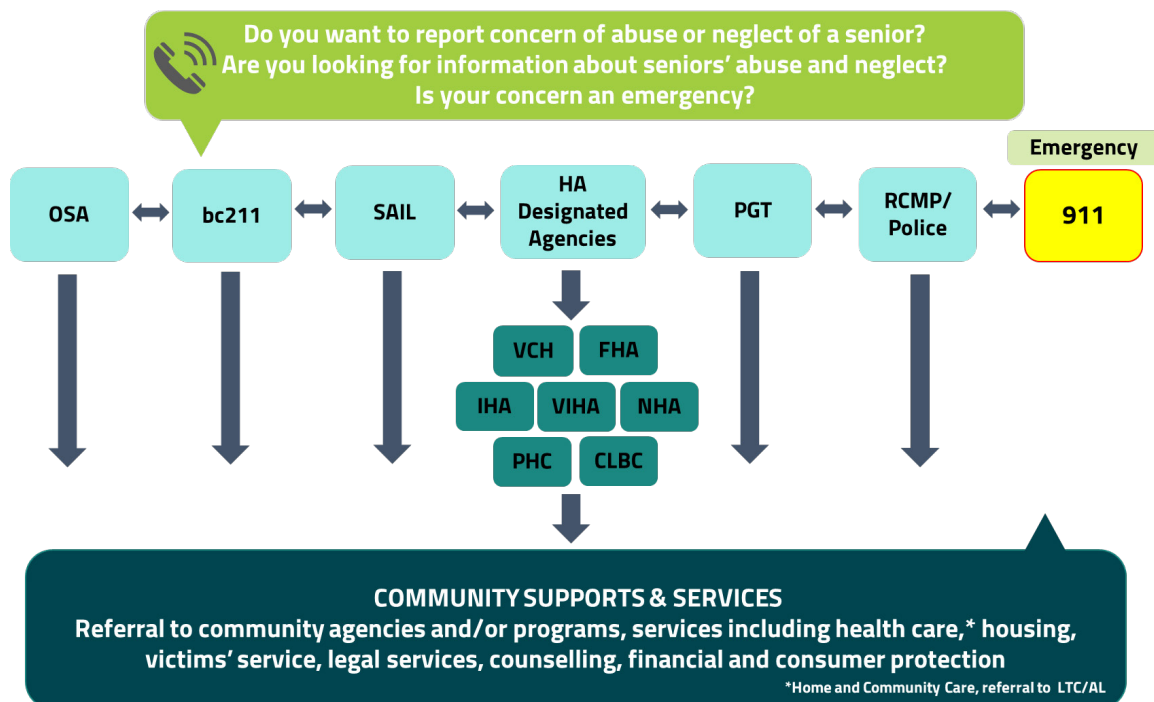 Do you want to report concern of abuse or neglect of a senior?
Are you looking for information about seniors' abuse and neglect?
Is your concern an emergency?
Emergency
OSA
bc211
SAIL
HA
Designated
Agencies
PGT
RCMP/
Police
911
VCH
FHA
IHA
VIHA
NHA
PHC
CLBC
COMMUNITY SUPPORTS & SERVICES
Referral to community agencies and/or programs, services including health care,* housing,
victims' service, legal services, counselling, financial and consumer protection
*Home and Community Care, referral to LTC/AL